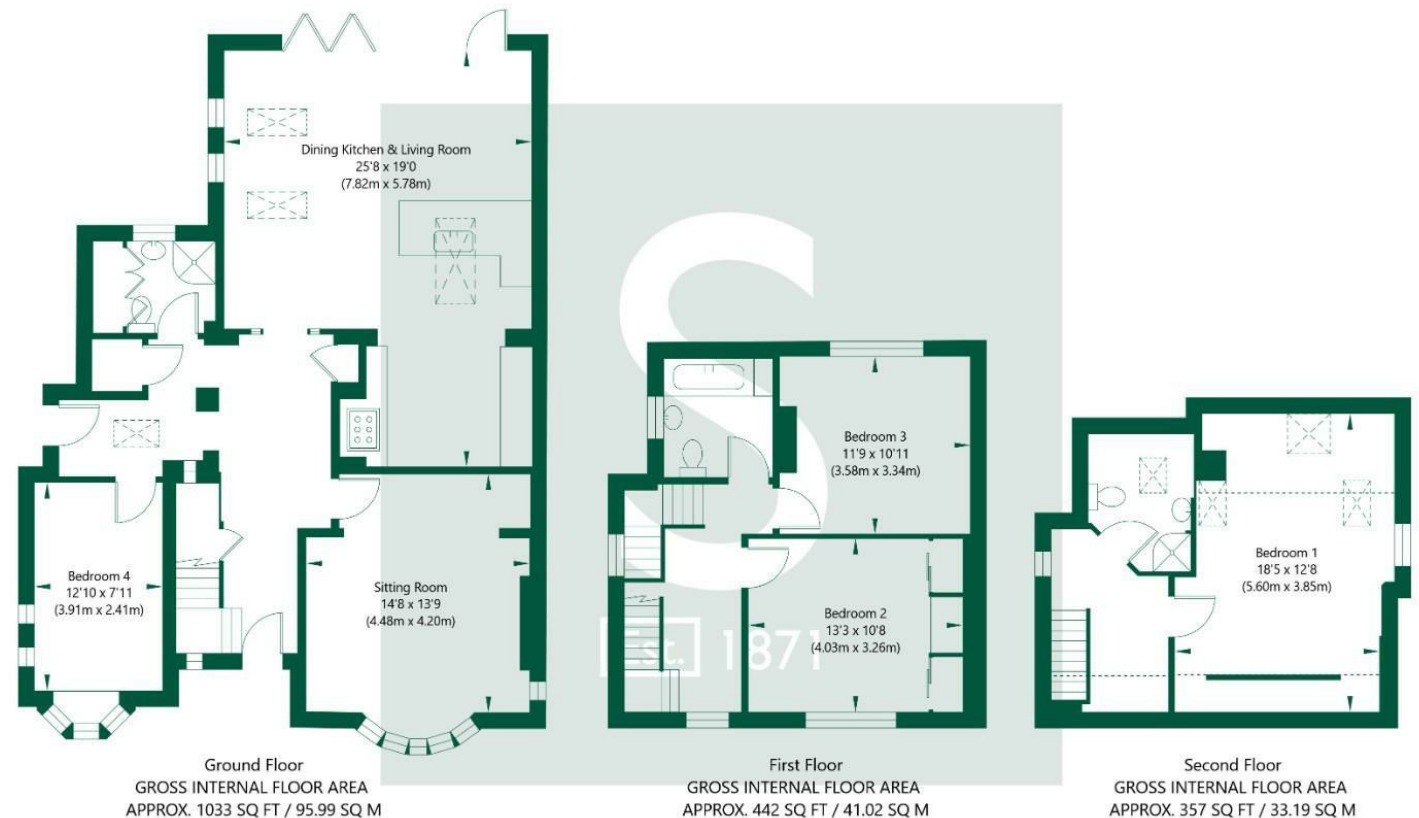 Dining Kitchen & Living Room
25'8 x 19'0
(7.82m x 5.78m)
Bedroom 4
12'10 x 7'11
(3.91m x 2.41m)
Sitting Room
14'8 x 13'9
(4.48m x 4.20m)
Ground Floor
GROSS INTERNAL FLOOR AREA
APPROX. 1033 SQ FT / 95.99 SQ M
S
Est. 1871
Bedroom 3
11'9 x 10'11
(3.58m x 3.34m)
Bedroom 2
13'3 x 10'8
(4.03m x 3.26m)
First Floor
GROSS INTERNAL FLOOR AREA
APPROX. 442 SQ FT / 41.02 SQ M
Bedroom 1
18'5 x 12'8
(5.60m x 3.85m)
Second Floor
GROSS INTERNAL FLOOR AREA
APPROX. 357 SQ FT / 33.19 SQ M